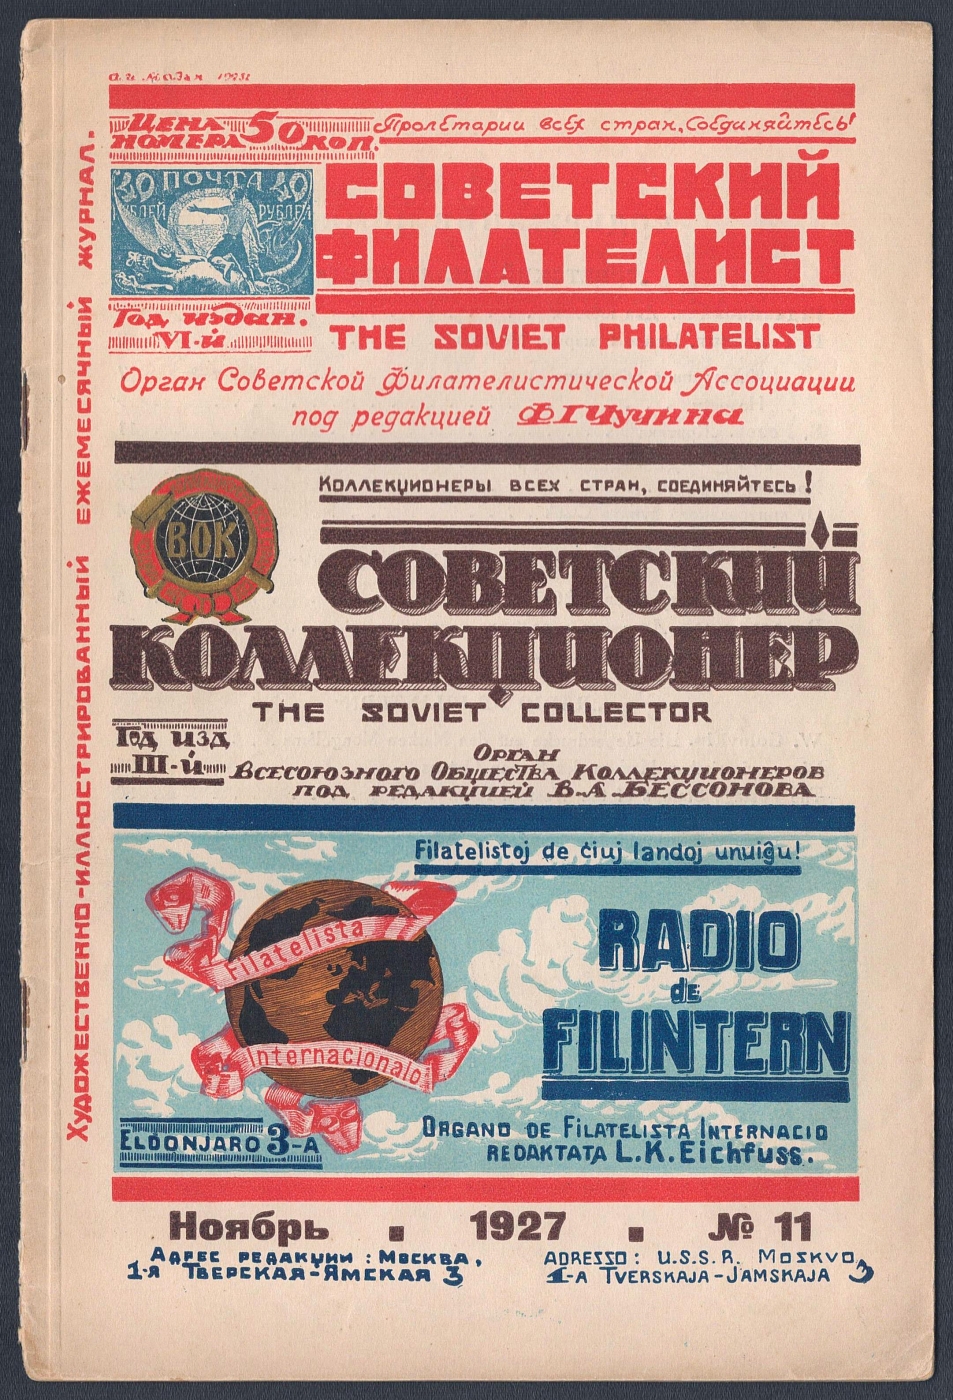 Цена
номера 50 коп.
Пролетарии всех стран, соединяйтесь!
20 ПОЧТА 20
РУБЛЕЙ РУБЛЕЙ
СОВЕТСКИЙ
ФИЛАТЕЛИСТ
Год издан.
VI-й
THE SOVIET PHILATELIST
Орган Советской Филателистической Ассоциации
под редакцией Ф.Г.Чучина
Художественно-иллюстрированный ежемесячный журнал.
Коллекционеры всех стран, соединяйтесь!
ВОК
СОВЕТСКИЙ
КОЛЛЕКЦИОНЕР
THE SOVIET COLLECTOR
Год изд
III-й
Орган
Всесоюзного Общества Коллекционеров
под редакцией В.А.Бессонова
Filatelistoj de ĉiuj landoj unuiĝu!
Filatelista
Internacionalo
RADIO
de
FILINTERN
Eldonjaro 3-a
Organo de Filatelista Internacio
redaktata L.K.Eichfuss.
Ноябрь ▪ 1927 ▪ № 11
Адрес редакции: Москва,
1-я Тверская-Ямская 3
Adresso: U.S.S.R. Moskvo,
1-a Tverskaja-Jamskaja 3